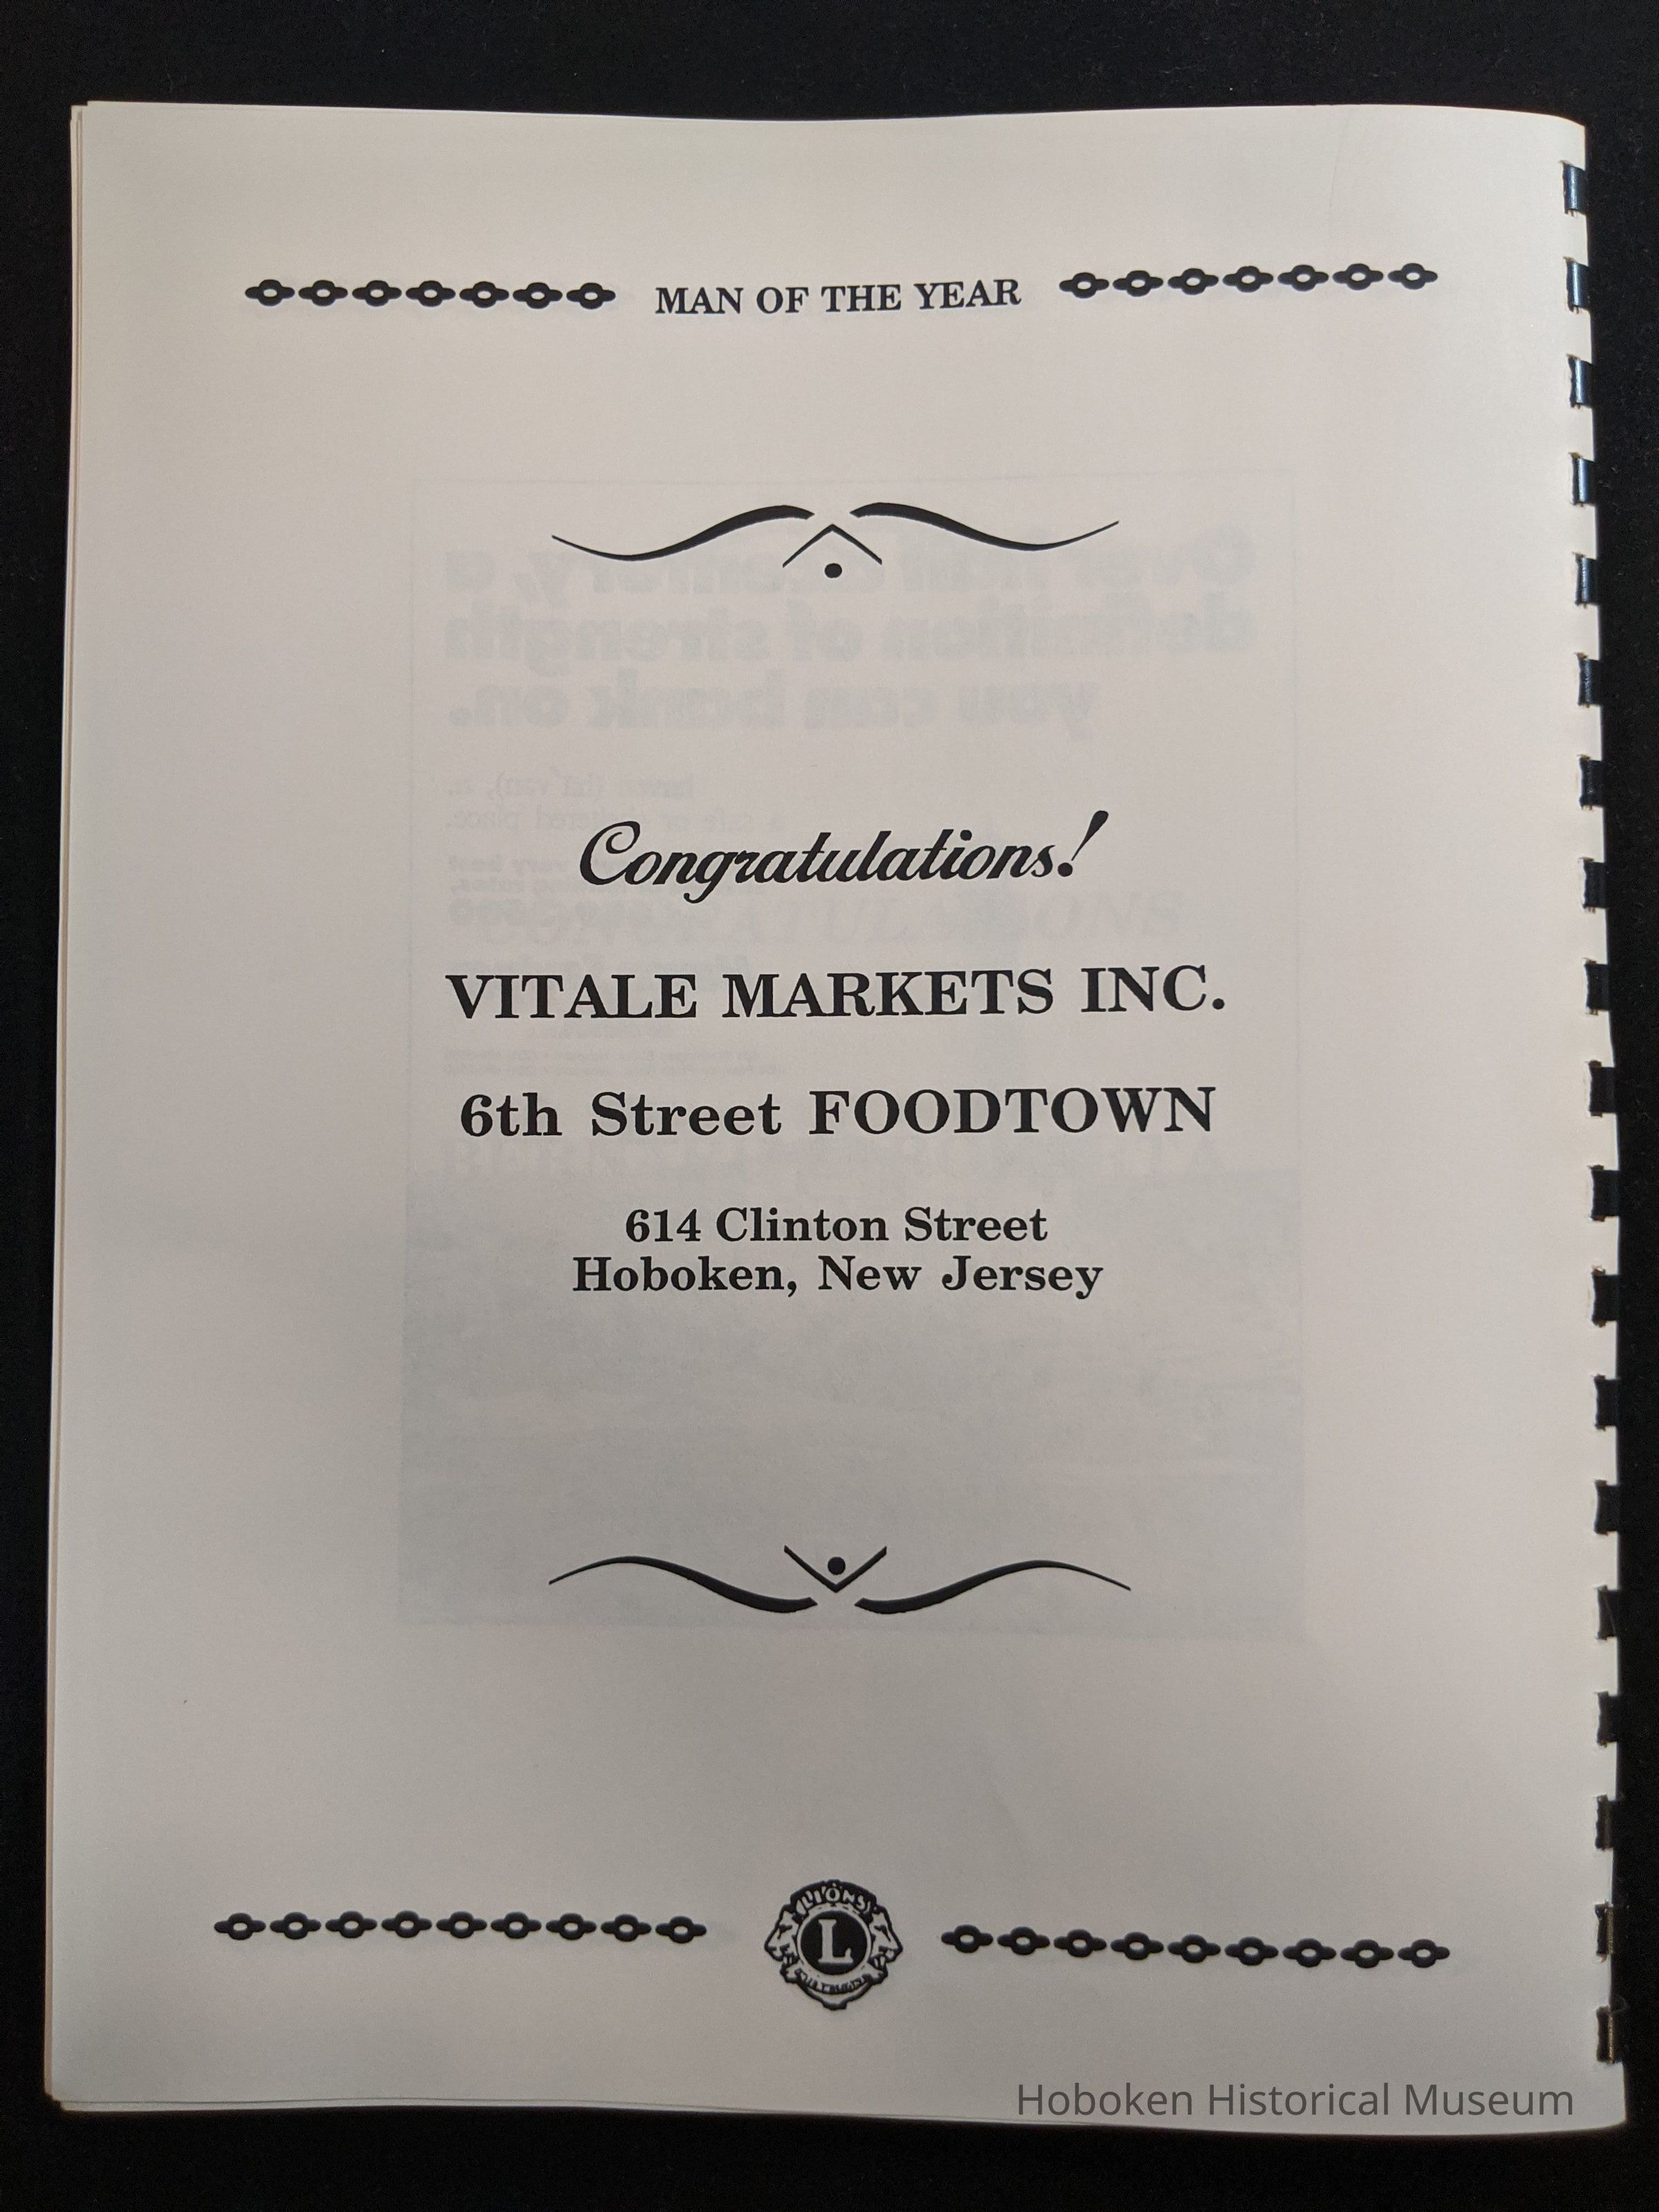 MAN OF THE YEAR
Congratulations!
VITALE MARKETS INC.
6th Street FOODTOWN
614 Clinton Street
Hoboken, New Jersey
LIONS
L
Hoboken Historical Museum